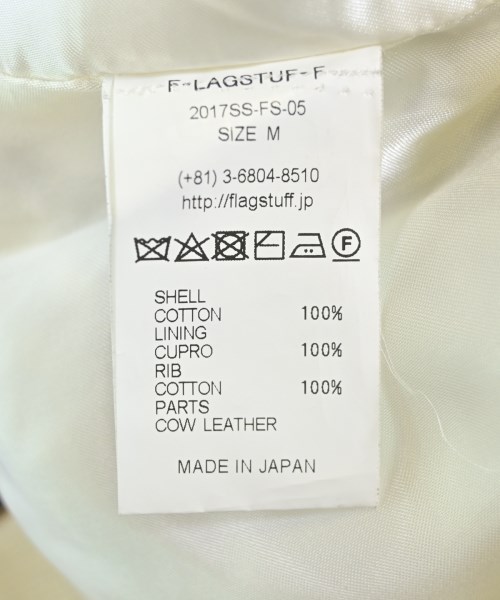 F-LAGSTUF-F
2017SS-FS-05
SIZE M
(+81) 3-6804-8510
http://flagstuff.jp
F
SHELL
COTTON 100%
LINING
CUPRO 100%
RIB
COTTON 100%
PARTS
COW LEATHER
MADE IN JAPAN